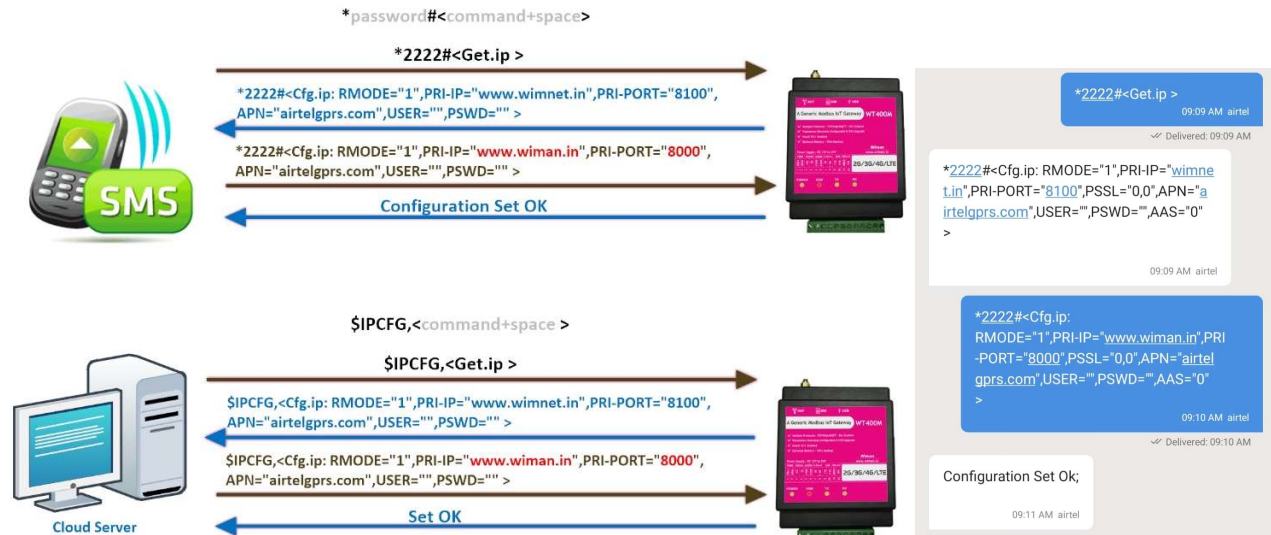 *password#<command+space>
*2222#<Get.ip >
*2222#<Cfg.ip: RMODE="1",PRI-IP="www.wimnet.in",PRI-PORT="8100",
APN="airtelgprs.com",USER="",PSWD="" >
*2222#<Cfg.ip: RMODE="1",PRI-IP="www.wiman.in",PRI-PORT="8000",
APN="airtelgprs.com",USER="",PSWD="" >
Configuration Set OK
SMS
A Generic Modbus IoT Gateway WT400M
Wiman
2G/3G/4G/LTE
$IPCFG,<command+space >
$IPCFG,<Get.ip >
$IPCFG,<Cfg.ip: RMODE="1",PRI-IP="www.wimnet.in",PRI-PORT="8100",
APN="airtelgprs.com",USER="",PSWD="" >
$IPCFG,<Cfg.ip: RMODE="1",PRI-IP="www.wiman.in",PRI-PORT="8000",
APN="airtelgprs.com",USER="",PSWD="" >
Set OK
Cloud Server
A Generic Modbus IoT Gateway WT400M
Wiman
2G/3G/4G/LTE
*2222#<Get.ip >
09:09 AM airtel
Delivered: 09:09 AM
*2222#<Cfg.ip: RMODE="1",PRI-IP="wimne
t.in",PRI-PORT="8100",PSSL="0,0",APN="a
irtelgprs.com",USER="",PSWD="",AAS="0"
>
09:09 AM airtel
*2222#<Cfg.ip:
RMODE="1",PRI-IP="www.wiman.in",PRI
-PORT="8000",PSSL="0,0",APN="airtel
gprs.com",USER="",PSWD="",AAS="0"
>
09:10 AM airtel
Delivered: 09:10 AM
Configuration Set Ok;
09:11 AM airtel